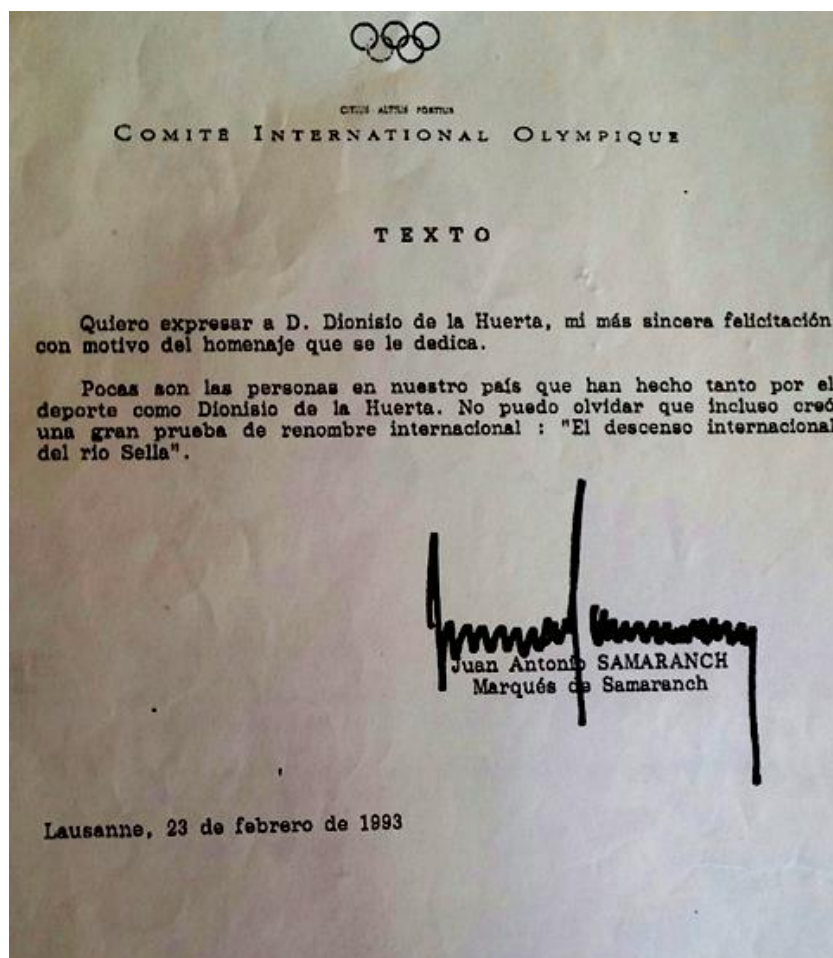 CITIUS · ALTIUS · FORTIUS
COMITÉ INTERNATIONAL OLYMPIQUE
TEXTO
Quiero expresar a D. Dionisio de la Huerta, mi más sincera felicitación
con motivo del homenaje que se le dedica.
Pocas son las personas en nuestro país que han hecho tanto por el
deporte como Dionisio de la Huerta. No puedo olvidar que incluso creó
una gran prueba de renombre internacional : "El descenso internacional
del rio Sella".
Juan Antonio SAMARANCH
Marqués de Samaranch
Lausanne, 23 de febrero de 1993